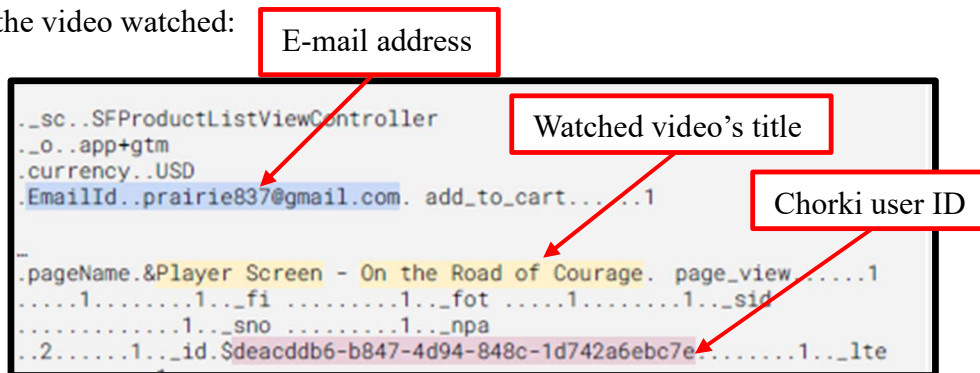 the video watched:
E-mail address
._sc..SFProductListViewController
._o..app+gtm
.currency..USD
.EmailId..prairie837@gmail.com. add_to_cart......1
Watched video’s title
Chorki user ID
…
.pageName.&Player Screen - On the Road of Courage. page_view......1
.....1........1.._fi .........1.._fot ....1........1.._sid
.............1.._sno .........1.._npa
..2......1.._id.$deacddb6-b847-4d94-848c-1d742a6ebc7e........1.._lte